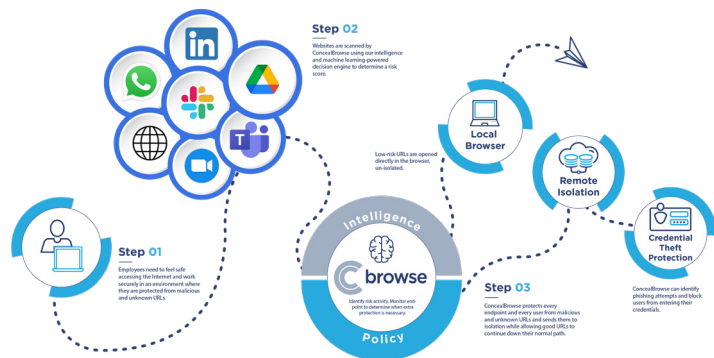 Step 02
Websites are scanned by
ConcealBrowse using our intelligence
and machine learning-powered
decision engine to determine a risk
score.
in
T
Step 01
Employees need to feel safe
accessing the Internet and work
securely in an environment where
they are protected from malicious
and unknown URLs.
Low-risk URLs are opened
directly in the browser,
un-isolated.
Local
Browser
Remote
Isolation
Credential
Theft
Protection
ConcealBrowse can identify
phishing attempts and block
users from entering their
credentials.
Intelligence
C browse
Identify risk activity. Monitor end-
point to determine when extra
protection is necessary.
Policy
Step 03
ConcealBrowse protects every
endpoint and every user from malicious
and unknown URLs and sends them to
isolation while allowing good URLs to
continue down their normal path.